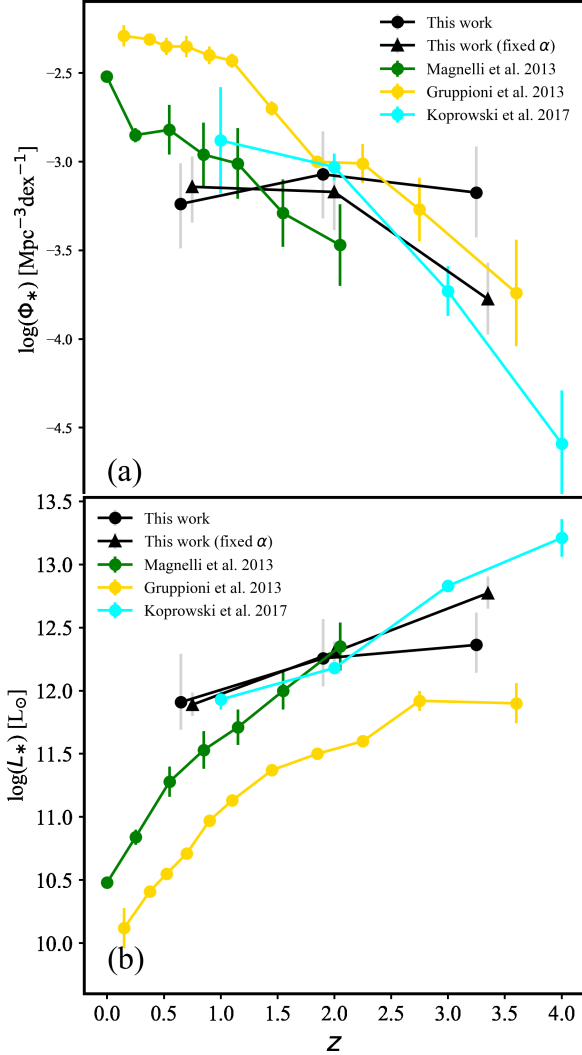 This work
This work (fixed α)
Magnelli et al. 2013
Gruppioni et al. 2013
Koprowski et al. 2017
−2.5
−3.0
−3.5
−4.0
−4.5
log(Φ∗) [Mpc⁻³dex⁻¹]
(a)
This work
This work (fixed α)
Magnelli et al. 2013
Gruppioni et al. 2013
Koprowski et al. 2017
13.5
13.0
12.5
12.0
11.5
11.0
10.5
10.0
log(L∗) [L⊙]
(b)
0.0 0.5 1.0 1.5 2.0 2.5 3.0 3.5 4.0
z